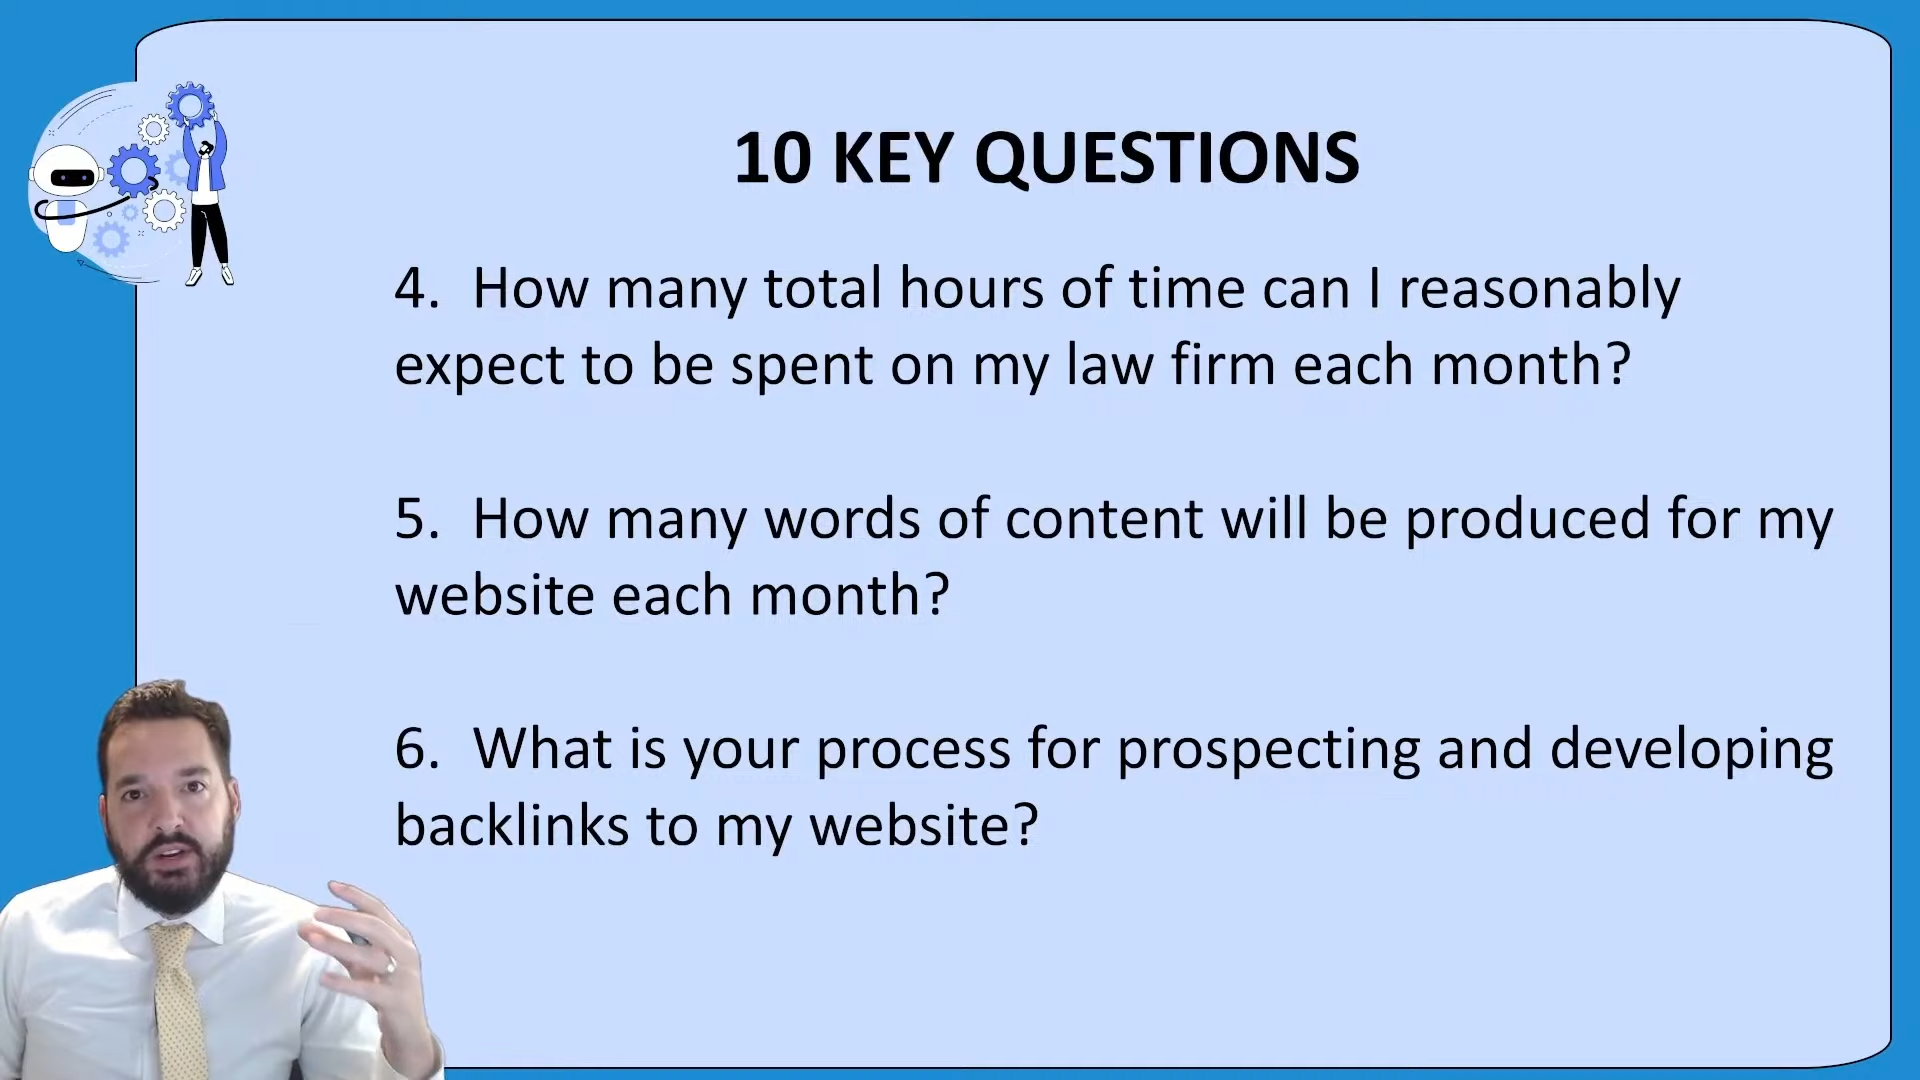 10 KEY QUESTIONS
4. How many total hours of time can I reasonably
expect to be spent on my law firm each month?
5. How many words of content will be produced for my
website each month?
6. What is your process for prospecting and developing
backlinks to my website?